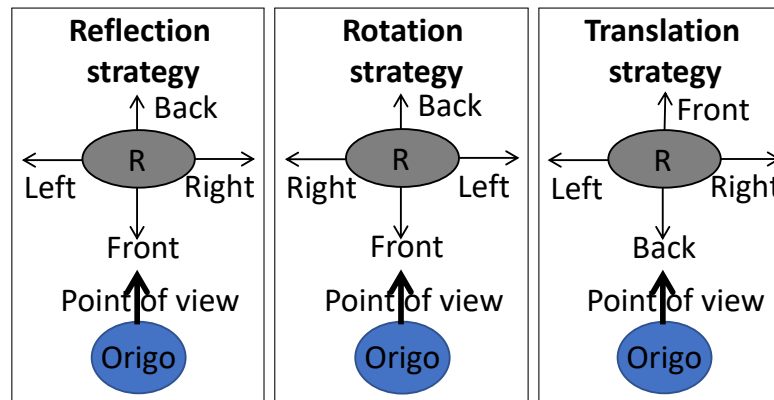 Reflection
strategy
Back
R
Left
Right
Front
Point of view
Origo
Rotation
strategy
Back
R
Right
Left
Front
Point of view
Origo
Translation
strategy
Front
R
Left
Right
Back
Point of view
Origo